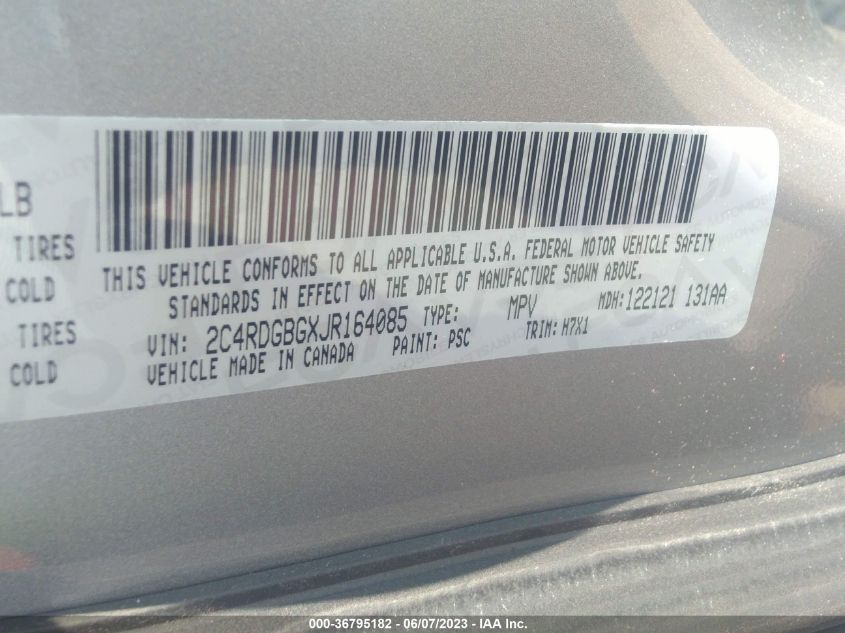 LB
TIRES
COLD
TIRES
COLD
THIS VEHICLE CONFORMS TO ALL APPLICABLE U.S.A. FEDERAL MOTOR VEHICLE SAFETY
STANDARDS IN EFFECT ON THE DATE OF MANUFACTURE SHOWN ABOVE.
VIN: 2C4RDGBGXJR164085 TYPE: MPV MDH:122121 131AA
VEHICLE MADE IN CANADA PAINT: PSC TRIM: H7X1
000-36795182 - 06/07/2023 - IAA Inc.